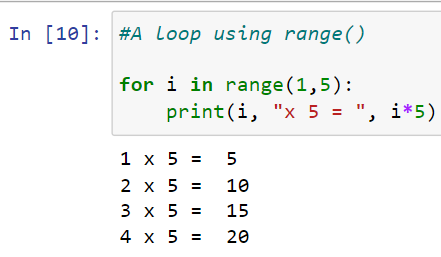 In [10]: #A loop using range()
for i in range(1,5):
    print(i, "x 5 = ", i*5)
1 x 5 =  5
2 x 5 =  10
3 x 5 =  15
4 x 5 =  20